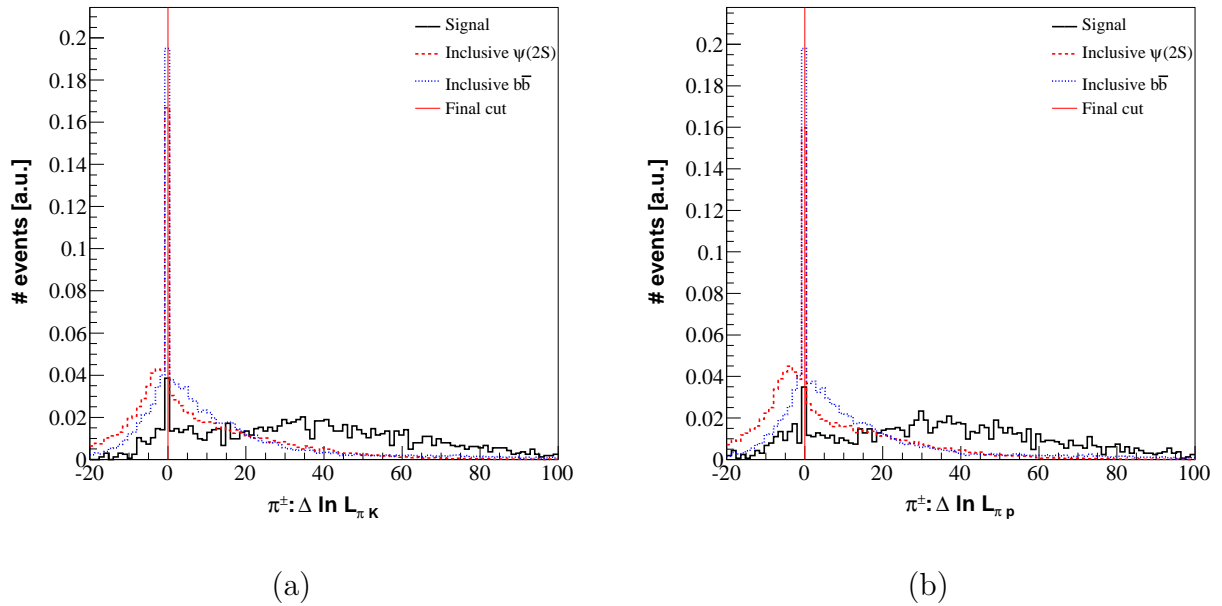 # events [a.u.]
0.2
0.18
0.16
0.14
0.12
0.1
0.08
0.06
0.04
0.02
0
-20 0 20 40 60 80 100
π±: Δ ln L π K
Signal
Inclusive ψ(2S)
Inclusive bb̅
Final cut
(a)
# events [a.u.]
0.2
0.18
0.16
0.14
0.12
0.1
0.08
0.06
0.04
0.02
0
-20 0 20 40 60 80 100
π±: Δ ln L π p
Signal
Inclusive ψ(2S)
Inclusive bb̅
Final cut
(b)